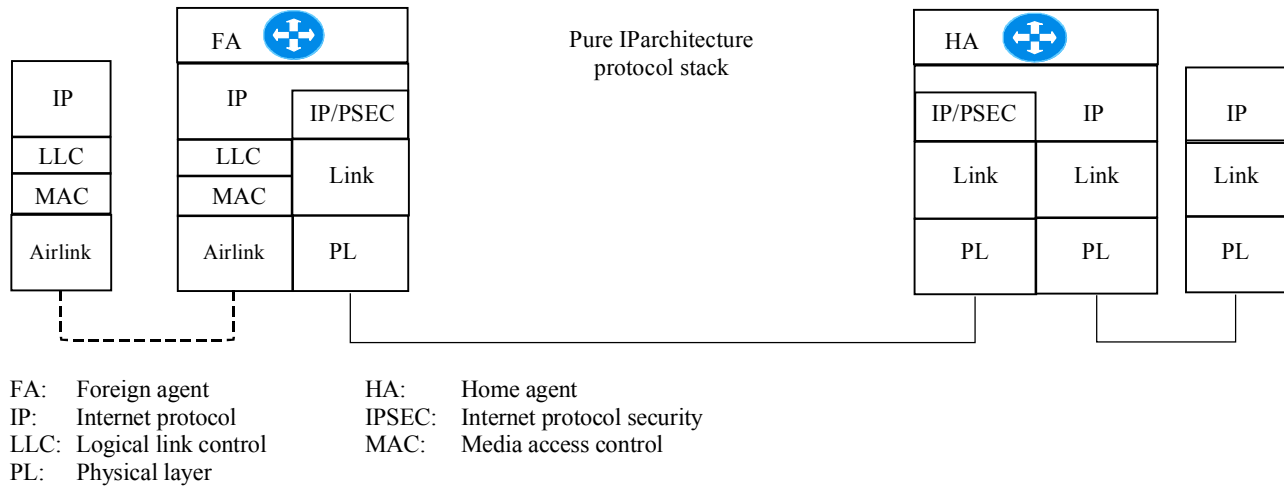 FA
Pure IParchitecture
protocol stack
HA
IP
IP
IP/PSEC
IP/PSEC
IP
IP
LLC
LLC
Link
Link
Link
Link
MAC
MAC
Airlink
Airlink
PL
PL
PL
PL
FA: Foreign agent
HA: Home agent
IP: Internet protocol
IPSEC: Internet protocol security
LLC: Logical link control
MAC: Media access control
PL: Physical layer